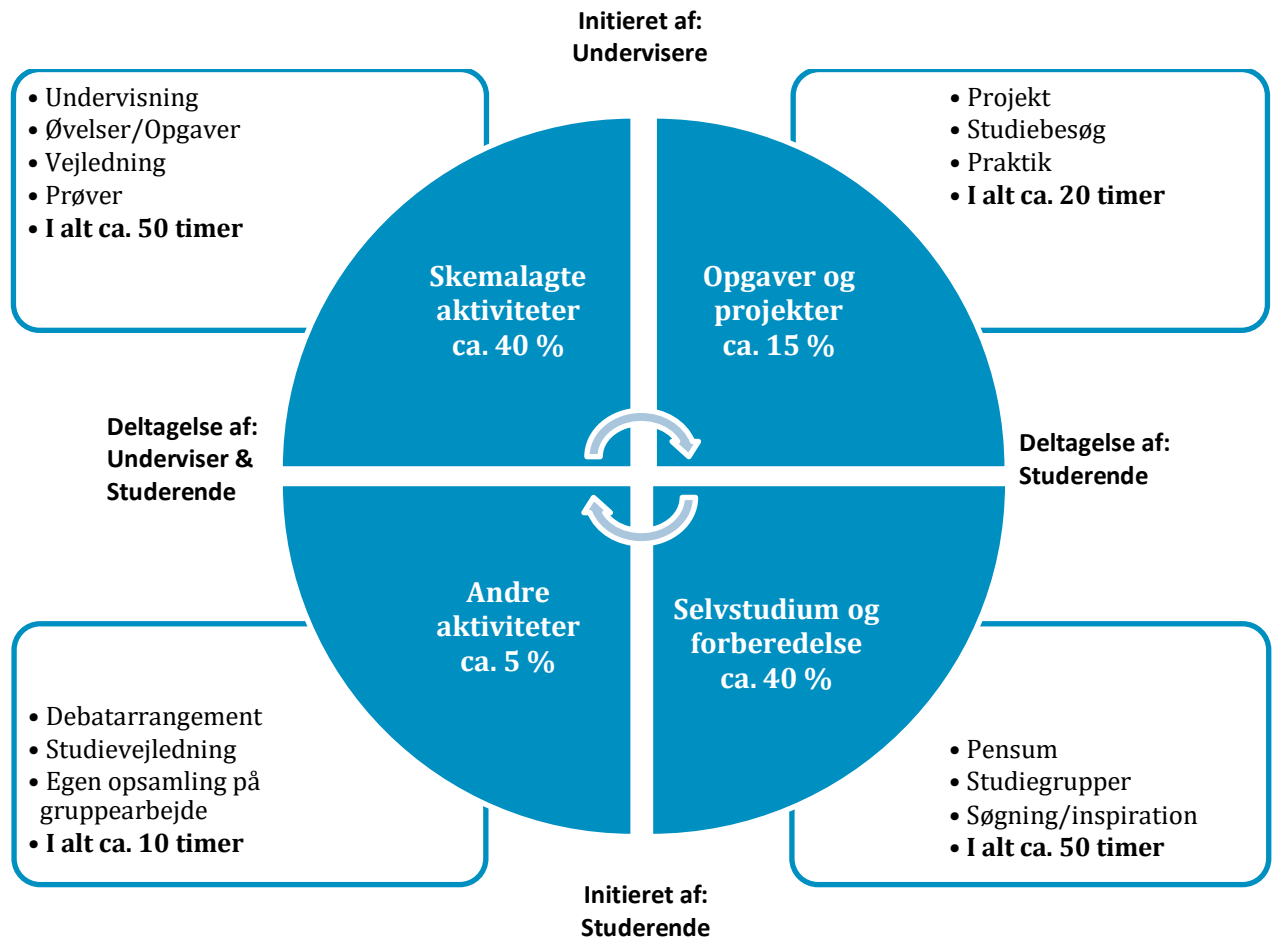 Initieret af:
Undervisere
• Undervisning
• Øvelser/Opgaver
• Vejledning
• Prøver
• I alt ca. 50 timer
• Projekt
• Studiebesøg
• Praktik
• I alt ca. 20 timer
Skemalagte
aktiviteter
ca. 40 %
Opgaver og
projekter
ca. 15 %
Deltagelse af:
Underviser &
Studerende
Deltagelse af:
Studerende
Andre
aktiviteter
ca. 5 %
Selvstudium og
forberedelse
ca. 40 %
• Debatarrangement
• Studievejledning
• Egen opsamling på
gruppearbejde
• I alt ca. 10 timer
• Pensum
• Studiegrupper
• Søgning/inspiration
• I alt ca. 50 timer
Initieret af:
Studerende